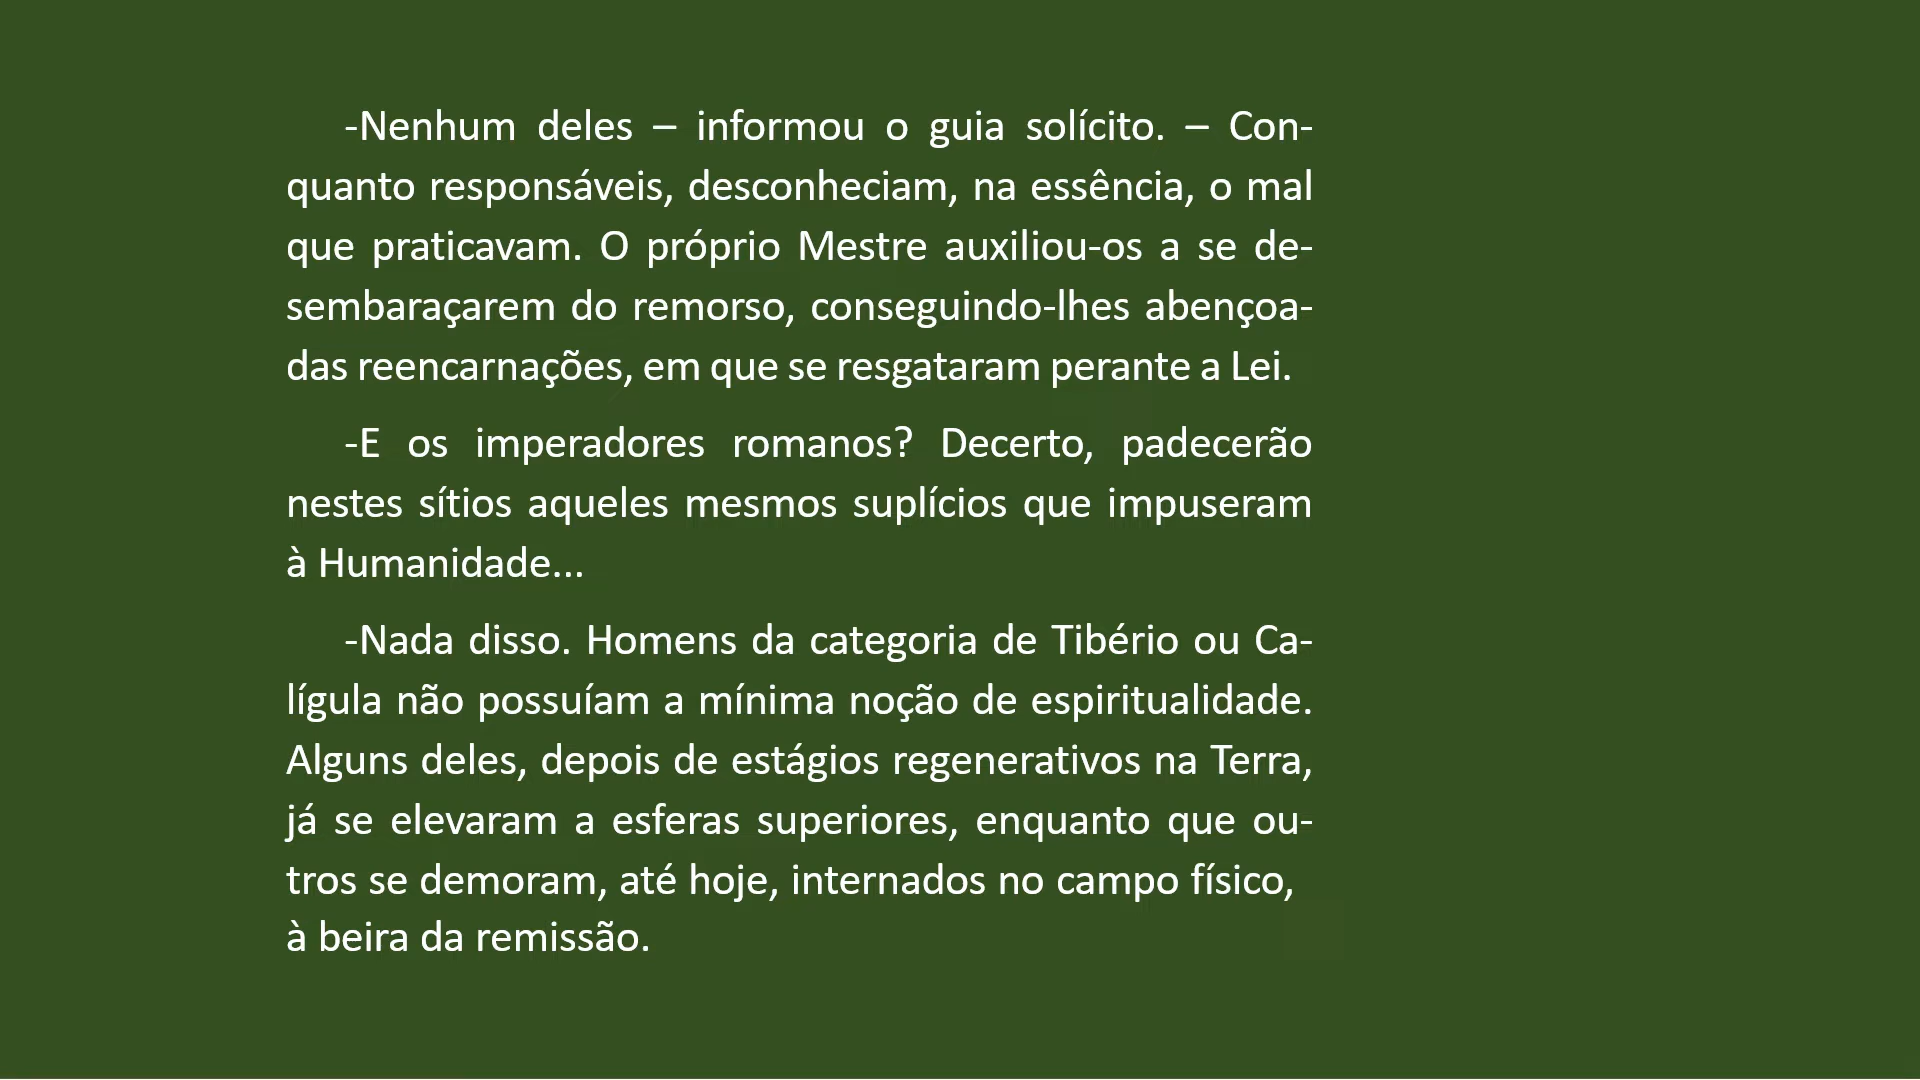 -Nenhum deles – informou o guia solícito. – Con-
quanto responsáveis, desconheciam, na essência, o mal
que praticavam. O próprio Mestre auxiliou-os a se de-
sembaraçarem do remorso, conseguindo-lhes abençoa-
das reencarnações, em que se resgataram perante a Lei.
-E os imperadores romanos? Decerto, padecerão
nestes sítios aqueles mesmos suplícios que impuseram
à Humanidade...
-Nada disso. Homens da categoria de Tibério ou Ca-
lígula não possuíam a mínima noção de espiritualidade.
Alguns deles, depois de estágios regenerativos na Terra,
já se elevaram a esferas superiores, enquanto que ou-
tros se demoram, até hoje, internados no campo físico,
à beira da remissão.